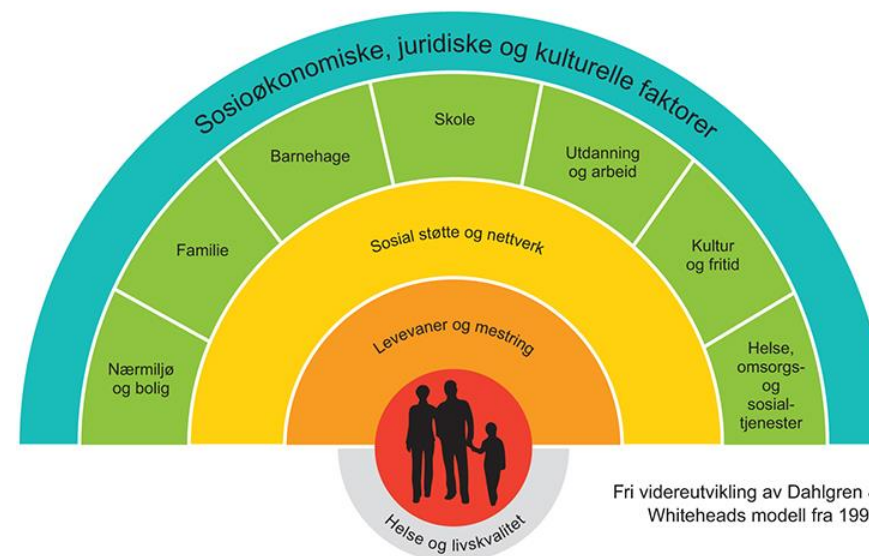 Sosioøkonomiske, juridiske og kulturelle faktorer
Skole
Barnehage
Utdanning
og arbeid
Familie
Kultur
og fritid
Nærmiljø
og bolig
Helse,
omsorgs-
og
sosial-
tjenester
Sosial støtte og nettverk
Levevaner og mestring
Helse og livskvalitet
Fri videreutvikling av Dahlgren
Whiteheads modell fra 199